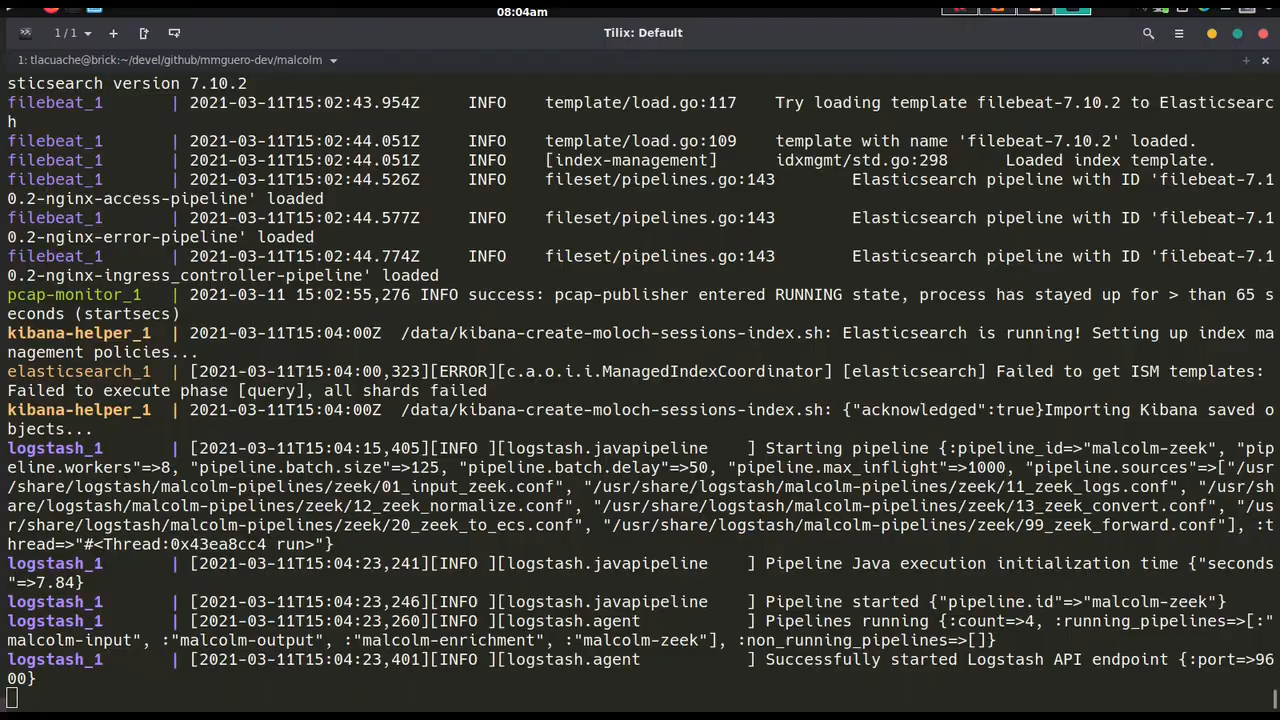 08:04am
1 / 1
Tilix: Default
1: tlacuache@brick:~/devel/github/mmguero-dev/malcolm
sticsearch version 7.10.2
filebeat_1 | 2021-03-11T15:02:43.954Z INFO template/load.go:117 Try loading template filebeat-7.10.2 to Elasticsearc
h
filebeat_1 | 2021-03-11T15:02:44.051Z INFO template/load.go:109 template with name 'filebeat-7.10.2' loaded.
filebeat_1 | 2021-03-11T15:02:44.051Z INFO [index-management] idxmgmt/std.go:298 Loaded index template.
filebeat_1 | 2021-03-11T15:02:44.526Z INFO fileset/pipelines.go:143 Elasticsearch pipeline with ID 'filebeat-7.1
0.2-nginx-access-pipeline' loaded
filebeat_1 | 2021-03-11T15:02:44.577Z INFO fileset/pipelines.go:143 Elasticsearch pipeline with ID 'filebeat-7.1
0.2-nginx-error-pipeline' loaded
filebeat_1 | 2021-03-11T15:02:44.774Z INFO fileset/pipelines.go:143 Elasticsearch pipeline with ID 'filebeat-7.1
0.2-nginx-ingress_controller-pipeline' loaded
pcap-monitor_1 | 2021-03-11 15:02:55,276 INFO success: pcap-publisher entered RUNNING state, process has stayed up for > than 65 s
econds (startsecs)
kibana-helper_1 | 2021-03-11T15:04:00Z /data/kibana-create-moloch-sessions-index.sh: Elasticsearch is running! Setting up index ma
nagement policies...
elasticsearch_1 | [2021-03-11T15:04:00,323][ERROR][c.a.o.i.i.ManagedIndexCoordinator] [elasticsearch] Failed to get ISM templates:
Failed to execute phase [query], all shards failed
kibana-helper_1 | 2021-03-11T15:04:00Z /data/kibana-create-moloch-sessions-index.sh: {"acknowledged":true}Importing Kibana saved o
bjects...
logstash_1 | [2021-03-11T15:04:15,405][INFO ][logstash.javapipeline ] Starting pipeline {:pipeline_id=>"malcolm-zeek", "pip
eline.workers"=>8, "pipeline.batch.size"=>125, "pipeline.batch.delay"=>50, "pipeline.max_inflight"=>1000, "pipeline.sources"=>["/usr
/share/logstash/malcolm-pipelines/zeek/01_input_zeek.conf", "/usr/share/logstash/malcolm-pipelines/zeek/11_zeek_logs.conf", "/usr/sh
are/logstash/malcolm-pipelines/zeek/12_zeek_normalize.conf", "/usr/share/logstash/malcolm-pipelines/zeek/13_zeek_convert.conf", "/us
r/share/logstash/malcolm-pipelines/zeek/20_zeek_to_ecs.conf", "/usr/share/logstash/malcolm-pipelines/zeek/99_zeek_forward.conf"], :t
hread=>"#<Thread:0x43ea8cc4 run>"}
logstash_1 | [2021-03-11T15:04:23,241][INFO ][logstash.javapipeline ] Pipeline Java execution initialization time {"seconds
"=>7.84}
logstash_1 | [2021-03-11T15:04:23,246][INFO ][logstash.javapipeline ] Pipeline started {"pipeline.id"=>"malcolm-zeek"}
logstash_1 | [2021-03-11T15:04:23,260][INFO ][logstash.agent ] Pipelines running {:count=>4, :running_pipelines=>[:"
malcolm-input", :"malcolm-output", :"malcolm-enrichment", :"malcolm-zeek"], :non_running_pipelines=>[]}
logstash_1 | [2021-03-11T15:04:23,401][INFO ][logstash.agent ] Successfully started Logstash API endpoint {:port=>96
00}